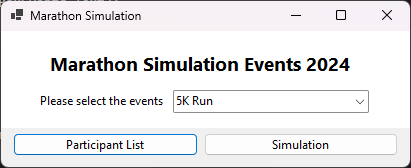 Marathon Simulation
Marathon Simulation Events 2024
Please select the events 5K Run
Participant List Simulation